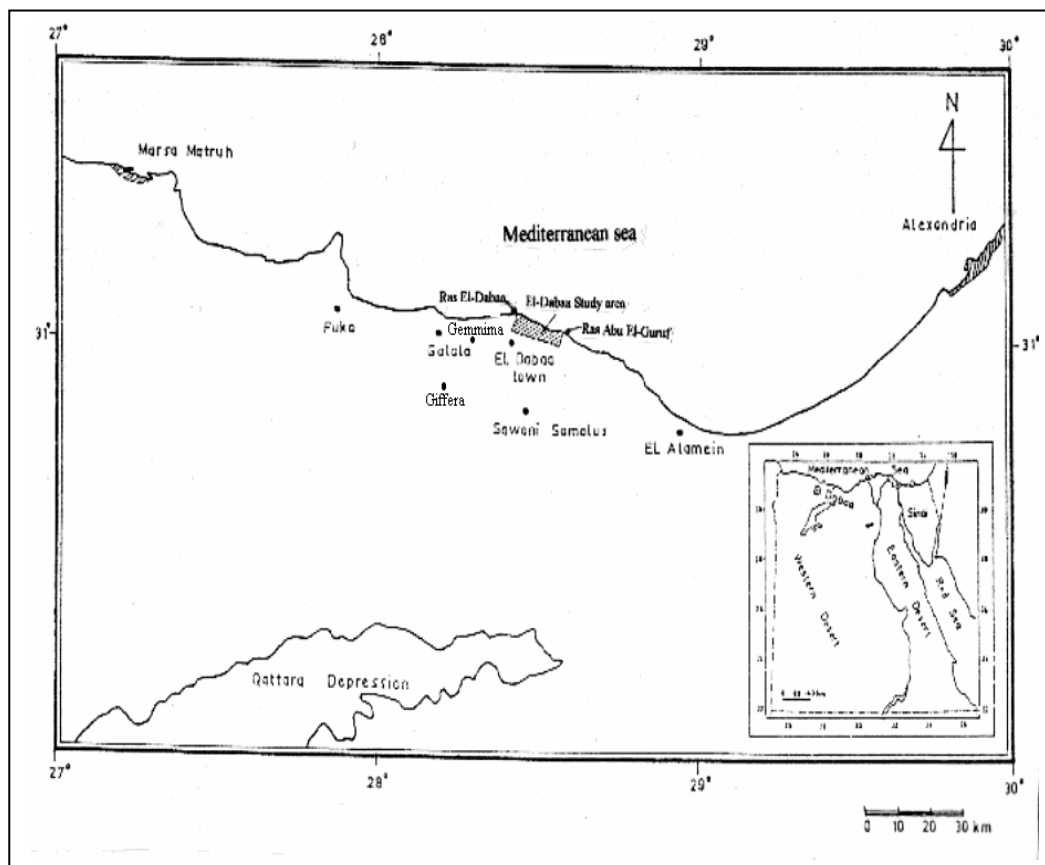 27°
28°
29°
30°
N
Marsa Matruh
Alexandria
Mediterranean sea
Ras El-Dabaa
El-Dabaa Study area
Ras Abu El-Guruf
31°
31°
Fuka
Galala
Gemmima
EL Dabaa
town
Giffera
Sawani Samalus
EL Alamein
Mediterranean Sea
El Dabaa
Sinai
Western Desert
Eastern Desert
Red Sea
Qattara Depression
27°
28°
29°
30°
0 10 20 30 km